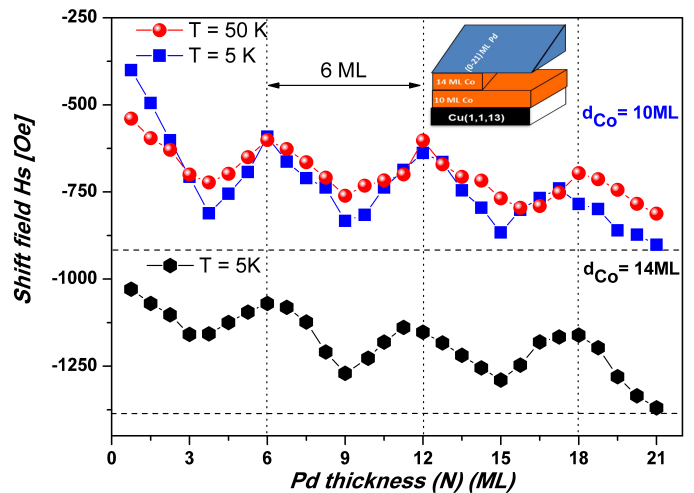 -250
-500
-750
-1000
-1250
Shift field Hs [Oe]
T = 50 K
T = 5 K
6 ML
(0-21) ML Pd
14 ML Co
10 ML Co
Cu(1,1,13)
dCo = 10ML
T = 5K
dCo = 14ML
0 3 6 9 12 15 18 21
Pd thickness (N) (ML)